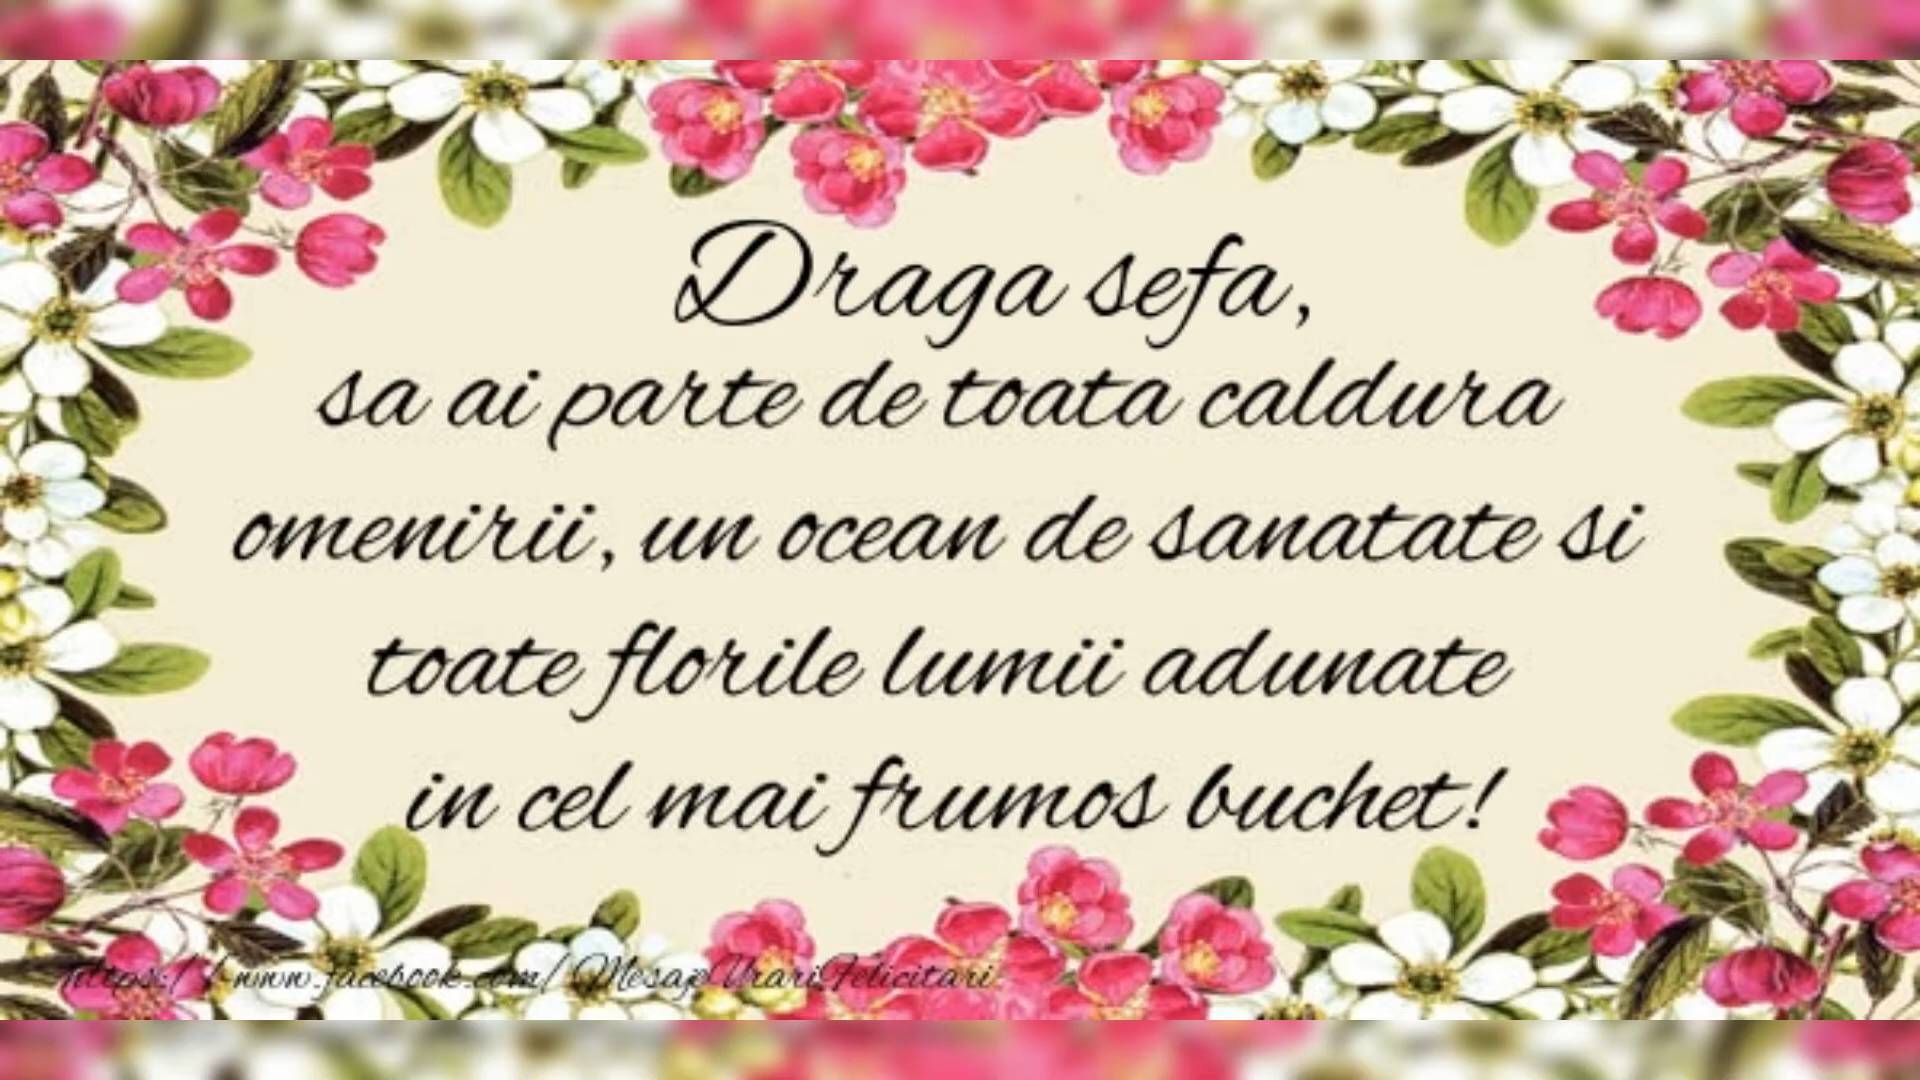 Draga sefa,
sa ai parte de toata caldura
omenirii, un ocean de sanatate si
toate florile lumii adunate
in cel mai frumos buchet!
https://www.facebook.com/MesajeUrariFelicitari